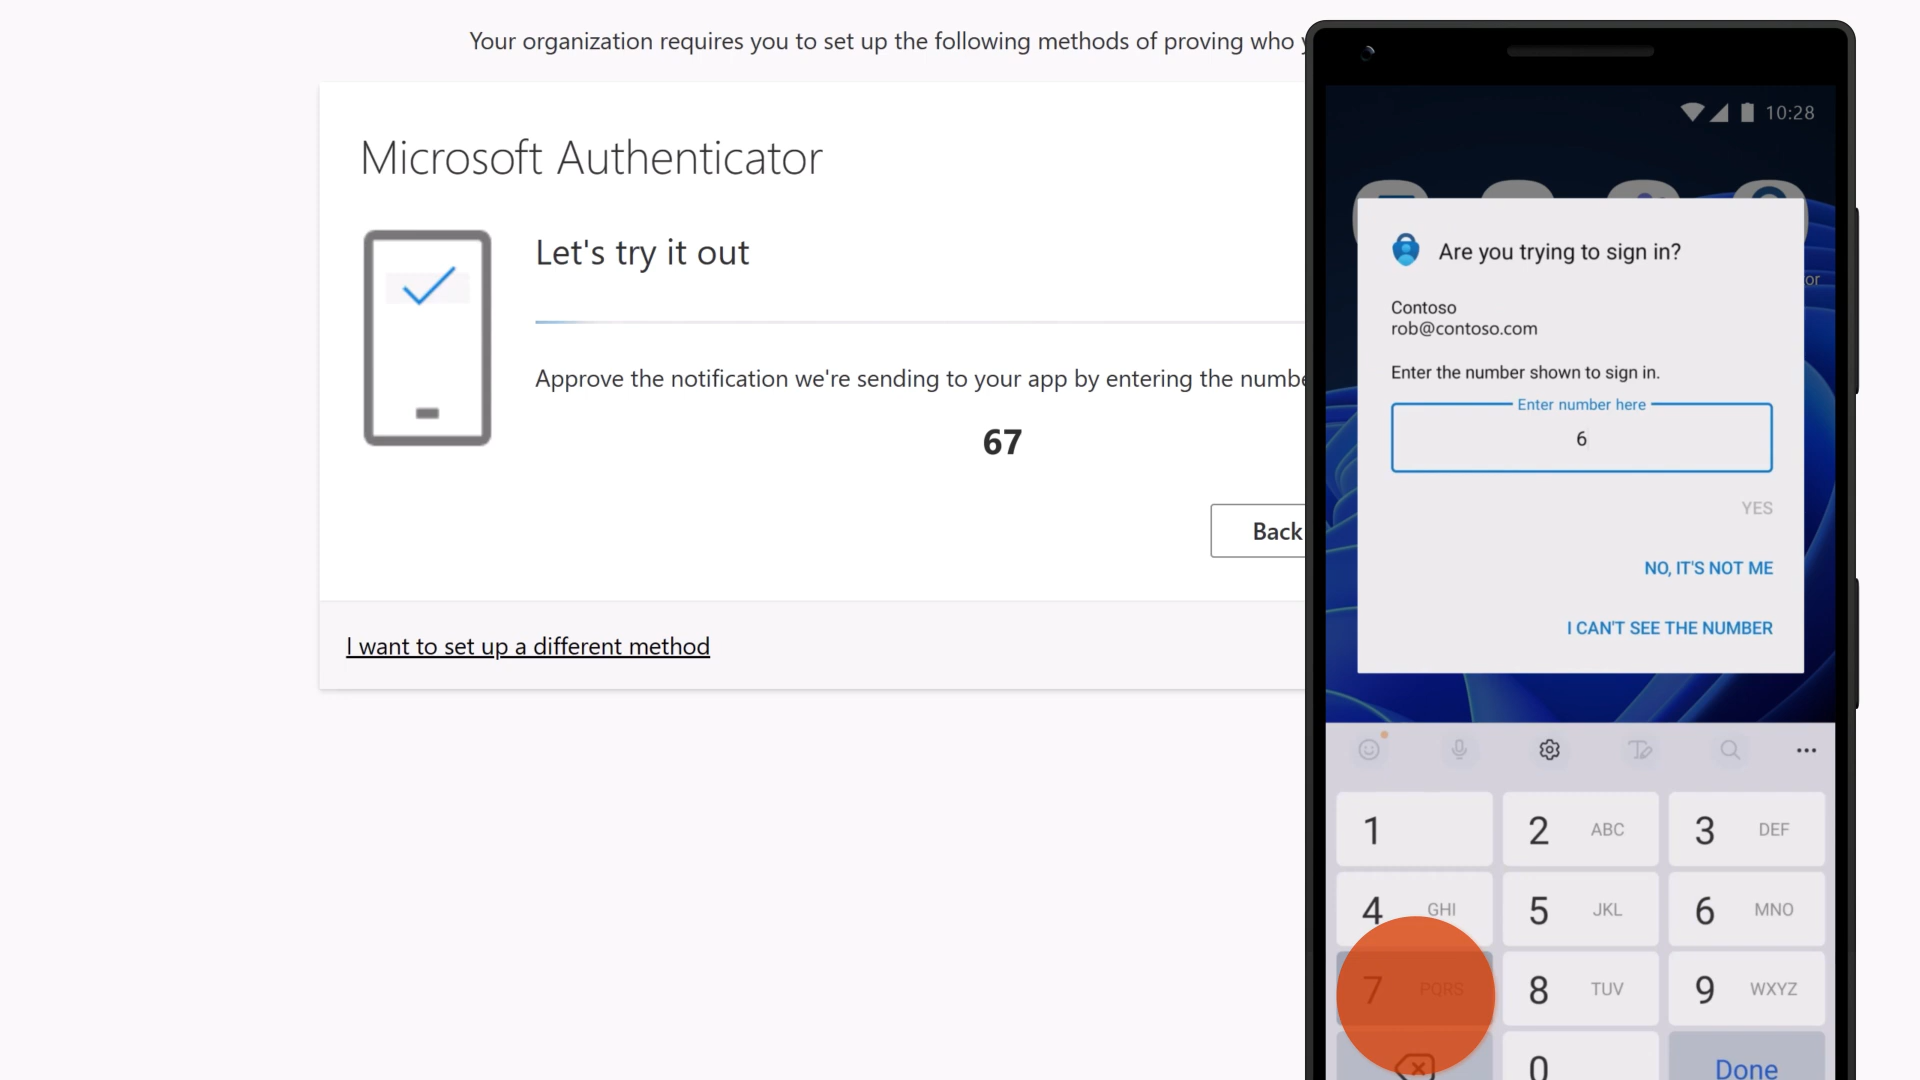 Your organization requires you to set up the following methods of proving who
Microsoft Authenticator
Let's try it out
Approve the notification we're sending to your app by entering the
67
Back
I want to set up a different method
10:28
or
Are you trying to sign in?
Contoso
rob@contoso.com
Enter the number shown to sign in.
Enter number here
6
YES
NO, IT'S NOT ME
I CAN'T SEE THE NUMBER
1
2 ABC
3 DEF
4 GHI
5 JKL
6 MNO
7 PQRS
8 TUV
9 WXYZ
0
Done